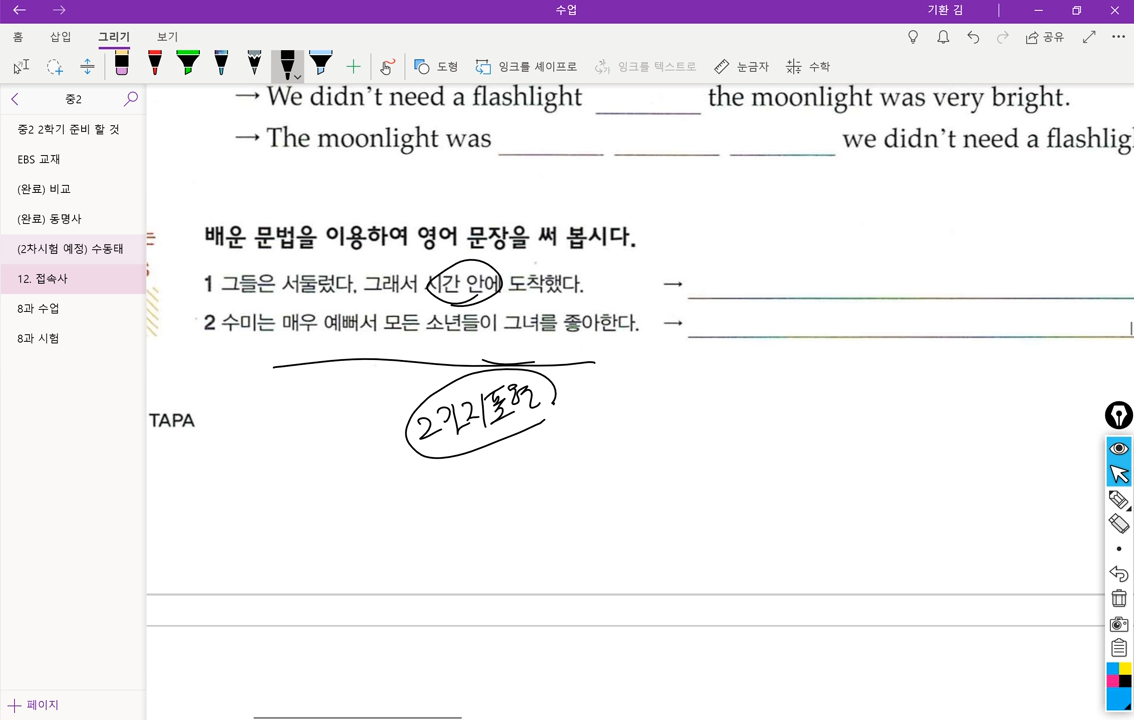 수업
기환 김
홈 삽입 그리기 보기
공유
도형 잉크를 셰이프로 잉크를 텍스트로 눈금자 수학
중2
중2 2학기 준비 할 것
EBS 교재
(완료) 비교
(완료) 동명사
(2차시험 예정) 수동태
12. 접속사
8과 수업
8과 시험
페이지
→ We didn't need a flashlight ______ the moonlight was very bright.
→ The moonlight was ______ ______ ______ we didn't need a flashlig
배운 문법을 이용하여 영어 문장을 써 봅시다.
1 그들은 서둘렀다, 그래서 시간 안에 도착했다. →
2 수미는 매우 예뻐서 모든 소년들이 그녀를 좋아한다. →
2가지 표현
TAPA